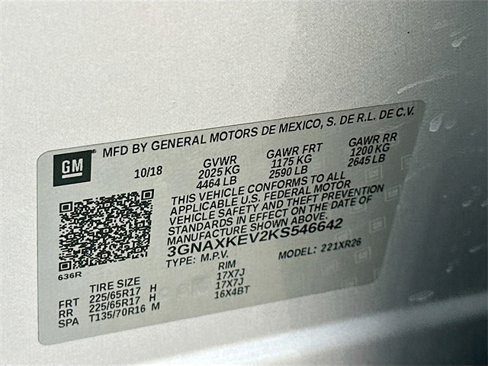 GM
MFD BY GENERAL MOTORS DE MEXICO, S. DE R.L. DE C.V.
10/18 GVWR GAWR FRT GAWR RR
2025 KG 1175 KG 1200 KG
4464 LB 2590 LB 2645 LB
THIS VEHICLE CONFORMS TO ALL
APPLICABLE U.S. FEDERAL MOTOR
VEHICLE SAFETY AND THEFT PREVENTION
STANDARDS IN EFFECT ON THE DATE OF
MANUFACTURE SHOWN ABOVE.
3GNAXKEV2KS546642
TYPE: M.P.V. MODEL: 221XR26
636R
TIRE SIZE RIM
FRT 225/65R17 H 17X7J
RR 225/65R17 H 17X7J
SPA T135/70R16 M 16X4BT